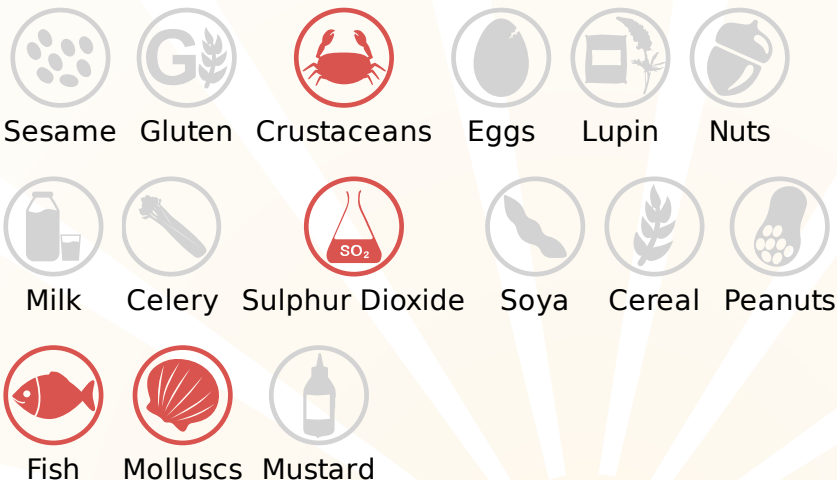 G
Sesame Gluten Crustaceans Eggs Lupin Nuts
SO₂
Milk Celery Sulphur Dioxide Soya Cereal Peanuts
Fish Molluscs Mustard